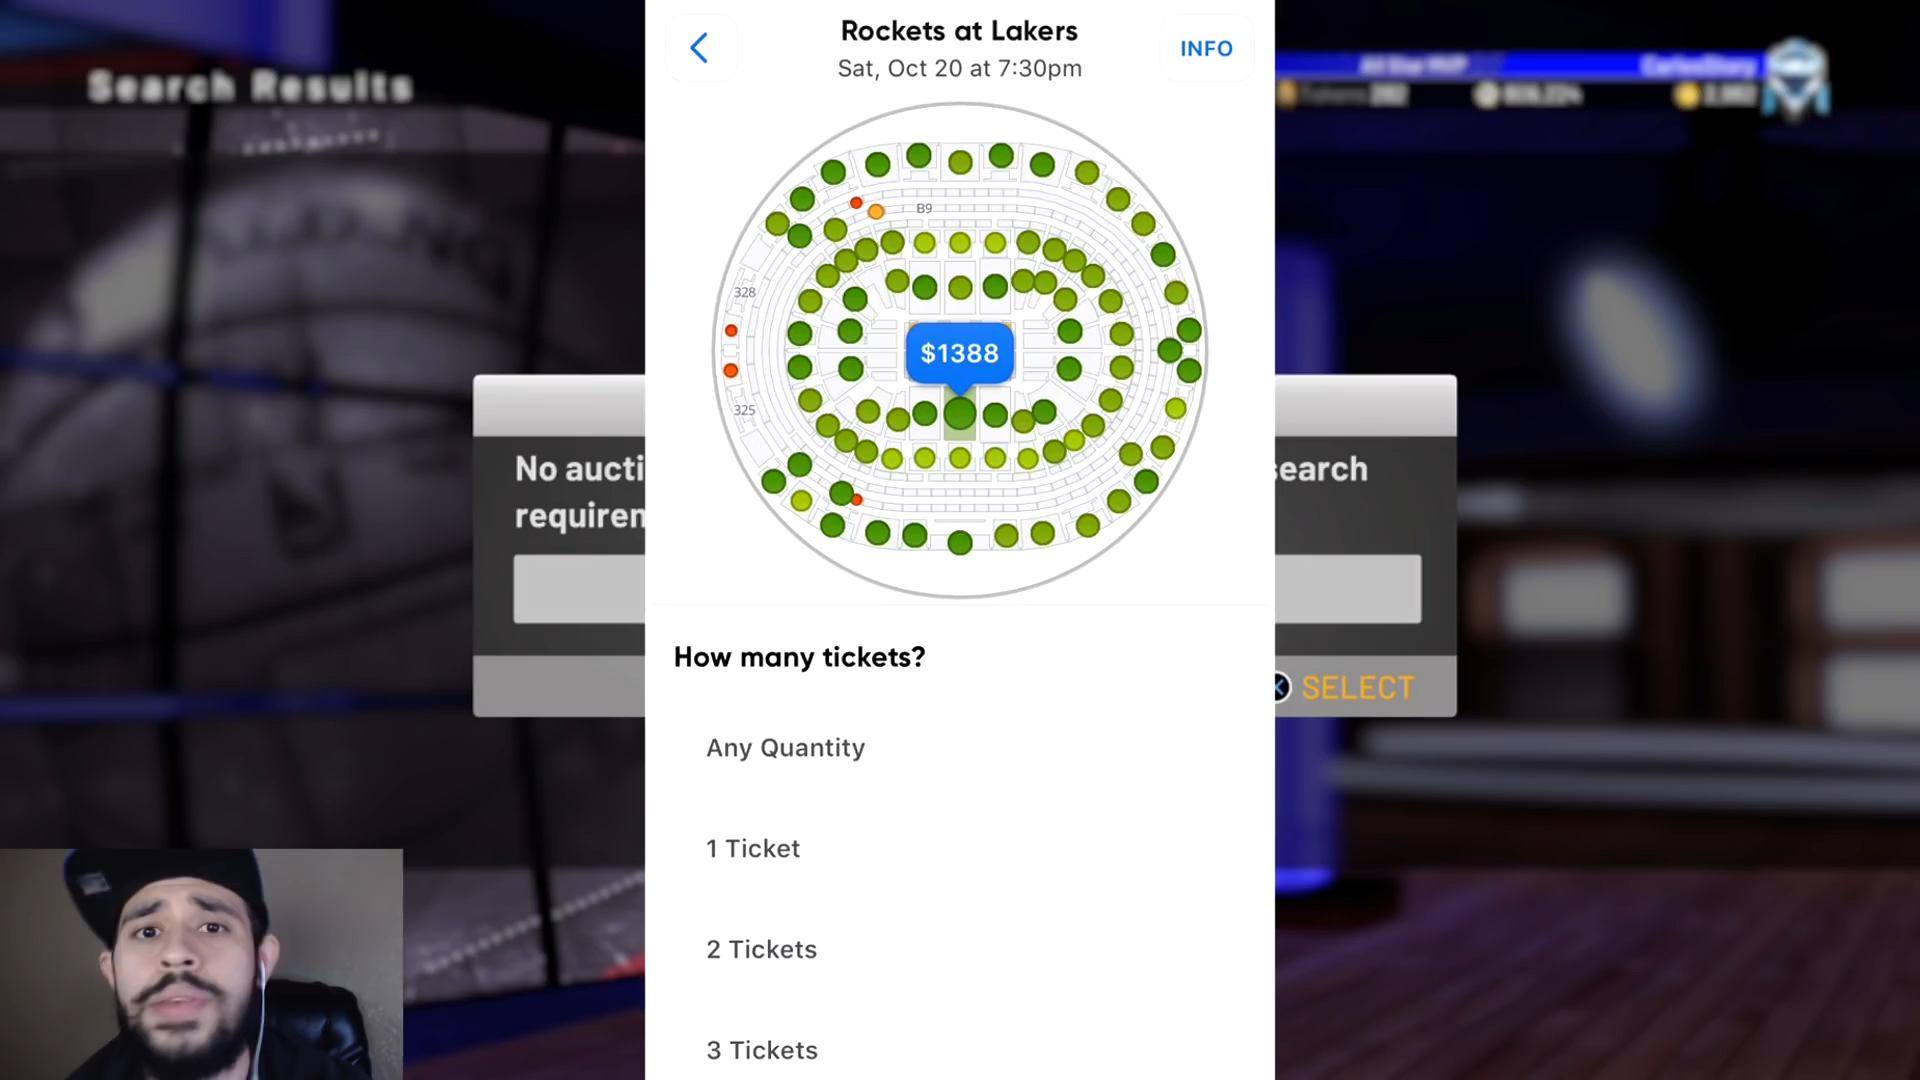 Search Results
Rockets at Lakers
INFO
Sat, Oct 20 at 7:30pm
B9
328
$1388
325
No aucti
search
requiren
SELECT
How many tickets?
Any Quantity
1 Ticket
2 Tickets
3 Tickets